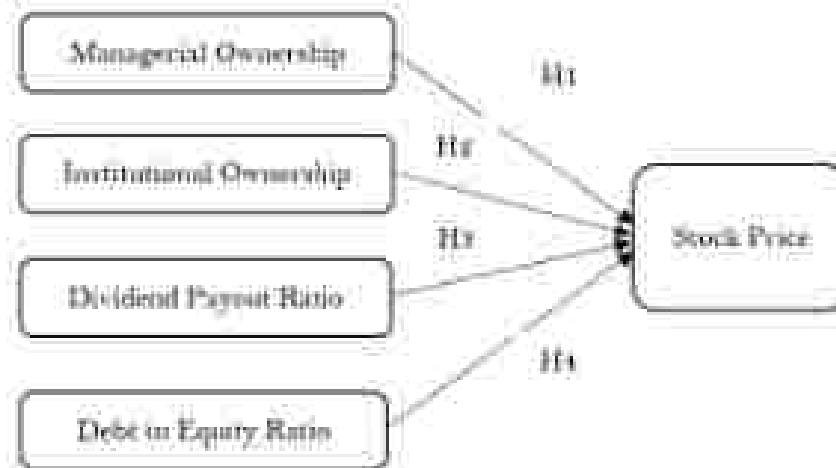 Managerial Ownership
H1
H2
Institutional Ownership
H3
Stock Price
Dividend Payout Ratio
H4
Debt to Equity Ratio